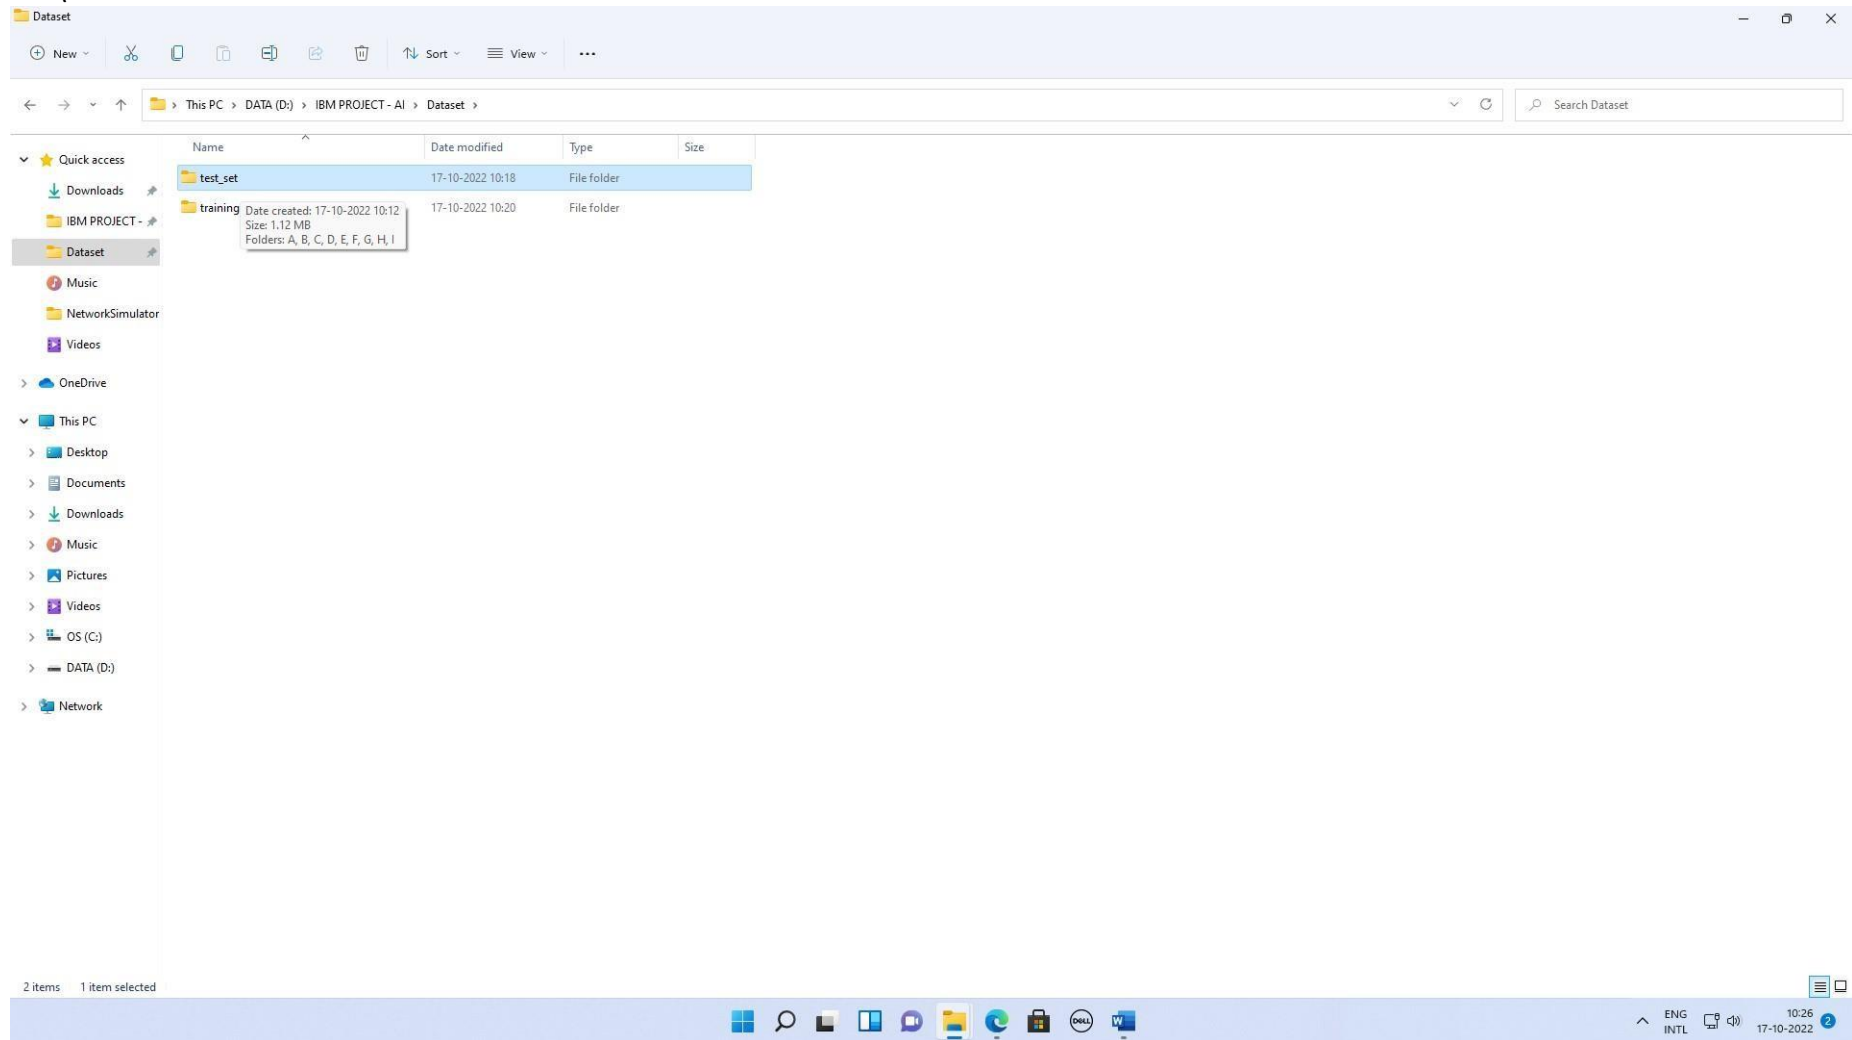 Dataset
New
Sort
View
This PC > DATA (D:) > IBM PROJECT - AI > Dataset >
Search Dataset
Name
Date modified
Type
Size
Quick access
Downloads
IBM PROJECT -
Dataset
Music
NetworkSimulator
Videos
OneDrive
This PC
Desktop
Documents
Downloads
Music
Pictures
Videos
OS (C:)
DATA (D:)
Network
test_set 17-10-2022 10:18 File folder
training 17-10-2022 10:20 File folder
Date created: 17-10-2022 10:12
Size: 1.12 MB
Folders: A, B, C, D, E, F, G, H, I
2 items 1 item selected
DELL
W
ENG
INTL
10:26
17-10-2022
2